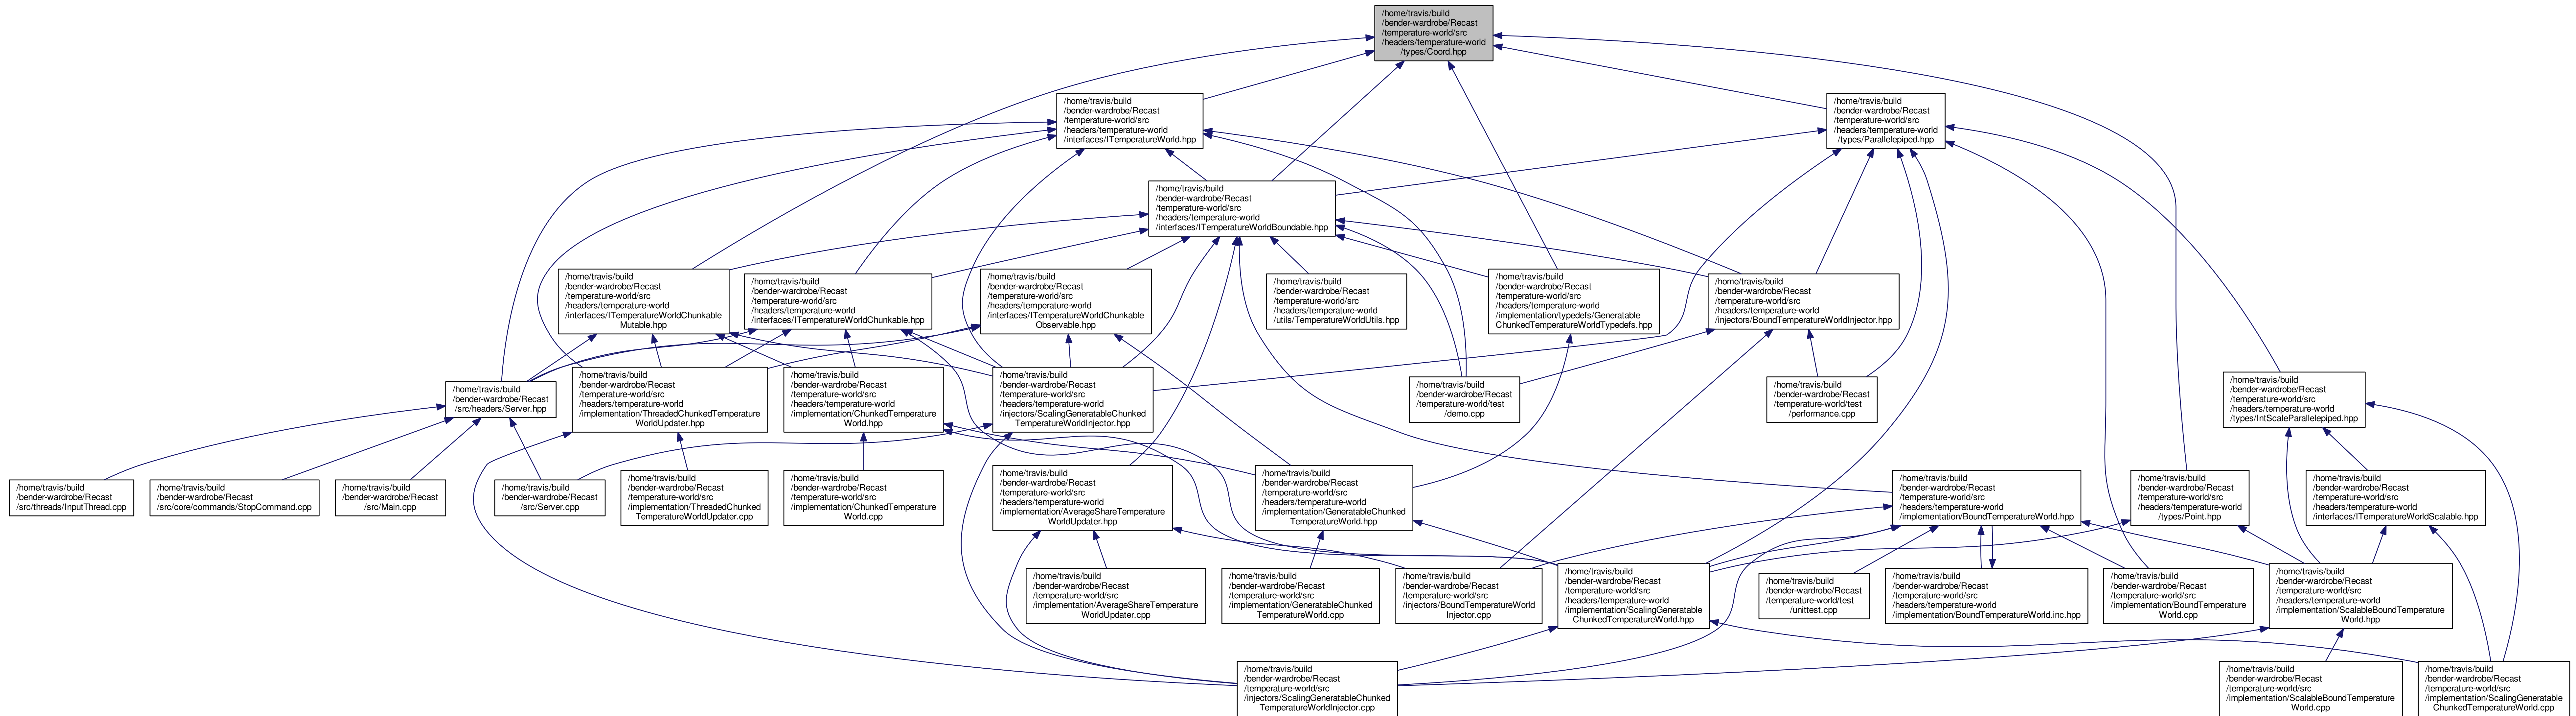 /home/travis/build
/bender-wardrobe/Recast
/temperature-world/src
/headers/temperature-world
/types/Coord.hpp
/home/travis/build
/bender-wardrobe/Recast
/temperature-world/src
/headers/temperature-world
/interfaces/ITemperatureWorld.hpp
/home/travis/build
/bender-wardrobe/Recast
/temperature-world/src
/headers/temperature-world
/types/Parallelepiped.hpp
/home/travis/build
/bender-wardrobe/Recast
/temperature-world/src
/headers/temperature-world
/interfaces/ITemperatureWorldBoundable.hpp
/home/travis/build
/bender-wardrobe/Recast
/temperature-world/src
/headers/temperature-world
/interfaces/ITemperatureWorldChunkable
Mutable.hpp
/home/travis/build
/bender-wardrobe/Recast
/temperature-world/src
/headers/temperature-world
/interfaces/ITemperatureWorldChunkable.hpp
/home/travis/build
/bender-wardrobe/Recast
/temperature-world/src
/headers/temperature-world
/interfaces/ITemperatureWorldChunkable
Observable.hpp
/home/travis/build
/bender-wardrobe/Recast
/temperature-world/src
/headers/temperature-world
/utils/TemperatureWorldUtils.hpp
/home/travis/build
/bender-wardrobe/Recast
/temperature-world/src
/headers/temperature-world
/implementation/typedefs/Generatable
ChunkedTemperatureWorldTypedefs.hpp
/home/travis/build
/bender-wardrobe/Recast
/temperature-world/src
/headers/temperature-world
/injectors/BoundTemperatureWorldInjector.hpp
/home/travis/build
/bender-wardrobe/Recast
/src/headers/Server.hpp
/home/travis/build
/bender-wardrobe/Recast
/temperature-world/src
/headers/temperature-world
/implementation/ThreadedChunkedTemperature
WorldUpdater.hpp
/home/travis/build
/bender-wardrobe/Recast
/temperature-world/src
/headers/temperature-world
/implementation/ChunkedTemperature
World.hpp
/home/travis/build
/bender-wardrobe/Recast
/temperature-world/src
/headers/temperature-world
/injectors/ScalingGeneratableChunked
TemperatureWorldInjector.hpp
/home/travis/build
/bender-wardrobe/Recast
/temperature-world/test
/demo.cpp
/home/travis/build
/bender-wardrobe/Recast
/temperature-world/test
/performance.cpp
/home/travis/build
/bender-wardrobe/Recast
/temperature-world/src
/headers/temperature-world
/types/IntScaleParallelepiped.hpp
/home/travis/build
/bender-wardrobe/Recast
/src/threads/InputThread.cpp
/home/travis/build
/bender-wardrobe/Recast
/src/core/commands/StopCommand.cpp
/home/travis/build
/bender-wardrobe/Recast
/src/Main.cpp
/home/travis/build
/bender-wardrobe/Recast
/src/Server.cpp
/home/travis/build
/bender-wardrobe/Recast
/temperature-world/src
/implementation/ThreadedChunked
TemperatureWorldUpdater.cpp
/home/travis/build
/bender-wardrobe/Recast
/temperature-world/src
/implementation/ChunkedTemperature
World.cpp
/home/travis/build
/bender-wardrobe/Recast
/temperature-world/src
/headers/temperature-world
/implementation/AverageShareTemperature
WorldUpdater.hpp
/home/travis/build
/bender-wardrobe/Recast
/temperature-world/src
/headers/temperature-world
/implementation/GeneratableChunked
TemperatureWorld.hpp
/home/travis/build
/bender-wardrobe/Recast
/temperature-world/src
/headers/temperature-world
/implementation/BoundTemperatureWorld.hpp
/home/travis/build
/bender-wardrobe/Recast
/temperature-world/src
/headers/temperature-world
/types/Point.hpp
/home/travis/build
/bender-wardrobe/Recast
/temperature-world/src
/headers/temperature-world
/interfaces/ITemperatureWorldScalable.hpp
/home/travis/build
/bender-wardrobe/Recast
/temperature-world/src
/implementation/AverageShareTemperature
WorldUpdater.cpp
/home/travis/build
/bender-wardrobe/Recast
/temperature-world/src
/implementation/GeneratableChunked
TemperatureWorld.cpp
/home/travis/build
/bender-wardrobe/Recast
/temperature-world/src
/injectors/BoundTemperatureWorld
Injector.cpp
/home/travis/build
/bender-wardrobe/Recast
/temperature-world/src
/headers/temperature-world
/implementation/ScalingGeneratable
ChunkedTemperatureWorld.hpp
/home/travis/build
/bender-wardrobe/Recast
/temperature-world/test
/unittest.cpp
/home/travis/build
/bender-wardrobe/Recast
/temperature-world/src
/headers/temperature-world
/implementation/BoundTemperatureWorld.inc.hpp
/home/travis/build
/bender-wardrobe/Recast
/temperature-world/src
/implementation/BoundTemperature
World.cpp
/home/travis/build
/bender-wardrobe/Recast
/temperature-world/src
/headers/temperature-world
/implementation/ScalableBoundTemperature
World.hpp
/home/travis/build
/bender-wardrobe/Recast
/temperature-world/src
/injectors/ScalingGeneratableChunked
TemperatureWorldInjector.cpp
/home/travis/build
/bender-wardrobe/Recast
/temperature-world/src
/implementation/ScalableBoundTemperature
World.cpp
/home/travis/build
/bender-wardrobe/Recast
/temperature-world/src
/implementation/ScalingGeneratable
ChunkedTemperatureWorld.cpp